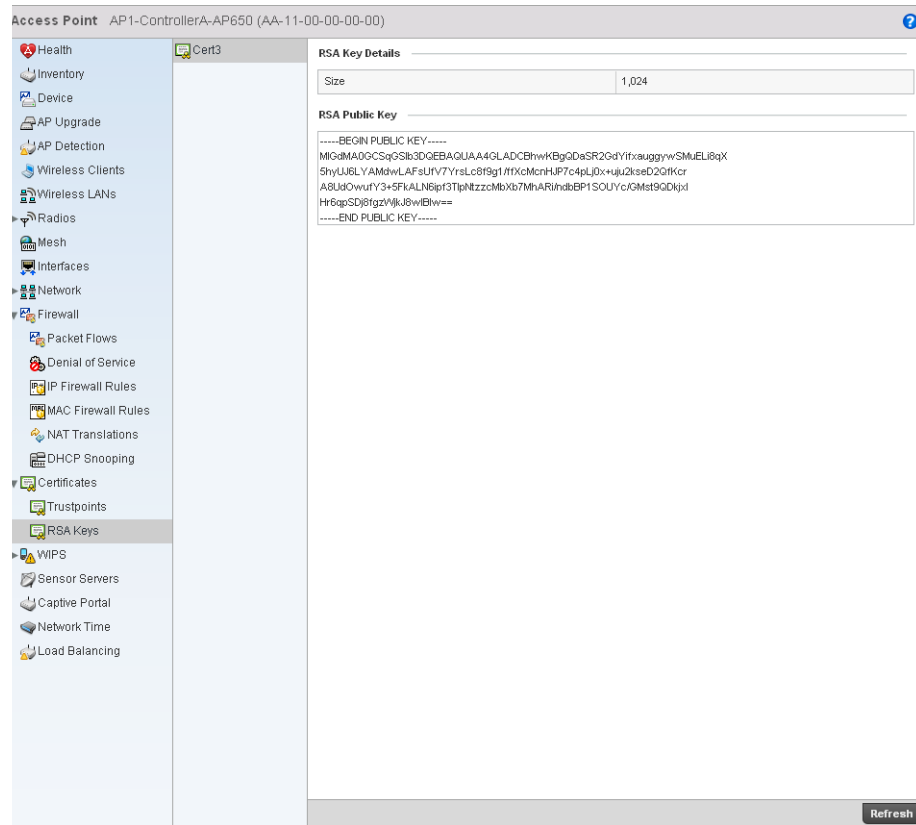 Access Point AP1-ControllerA-AP650 (AA-11-00-00-00-00)
Health
Inventory
Device
AP Upgrade
AP Detection
Wireless Clients
Wireless LANs
Radios
Mesh
Interfaces
Network
Firewall
Packet Flows
Denial of Service
IP Firewall Rules
MAC Firewall Rules
NAT Translations
DHCP Snooping
Certificates
Trustpoints
RSA Keys
WIPS
Sensor Servers
Captive Portal
Network Time
Load Balancing
Cert3
RSA Key Details
Size 1,024
RSA Public Key
-----BEGIN PUBLIC KEY-----
MIGdMA0GCSqGSIb3DQEBAQUAA4GLADCBhwKBgQDaSR2GdYifxauggywSMuELi8qX
5hyUJ6LYAMdwLAFsUfV7YrsLc8f9g1/ffXcMcnHJP7c4pLj0x+uju2kseD2QfKcr
A8UdOwufY3+5FkALN6ipf3TlpNtzzcMbXb7MhARi/ndbBP1SOUYc/GMst9QDkjxl
Hr6qpSDj8fgzWjkJ8wIBIw==
-----END PUBLIC KEY-----
Refresh